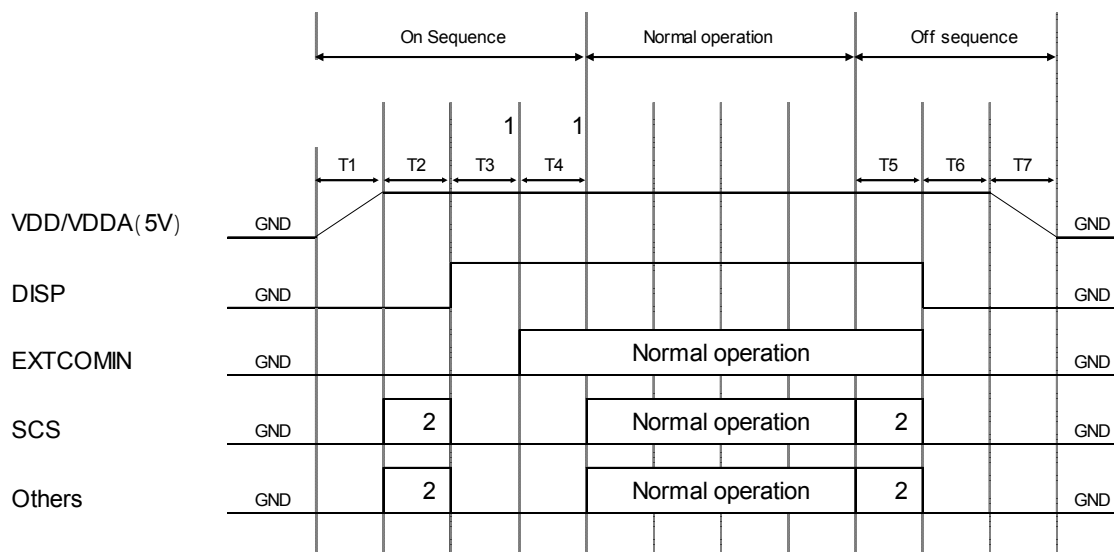 On Sequence Normal operation Off sequence
1 1
T1 T2 T3 T4 T5 T6 T7
VDD/VDDA(5V) GND GND
DISP GND GND
EXTCOMIN GND Normal operation GND
SCS GND 2 Normal operation 2 GND
Others GND 2 Normal operation 2 GND